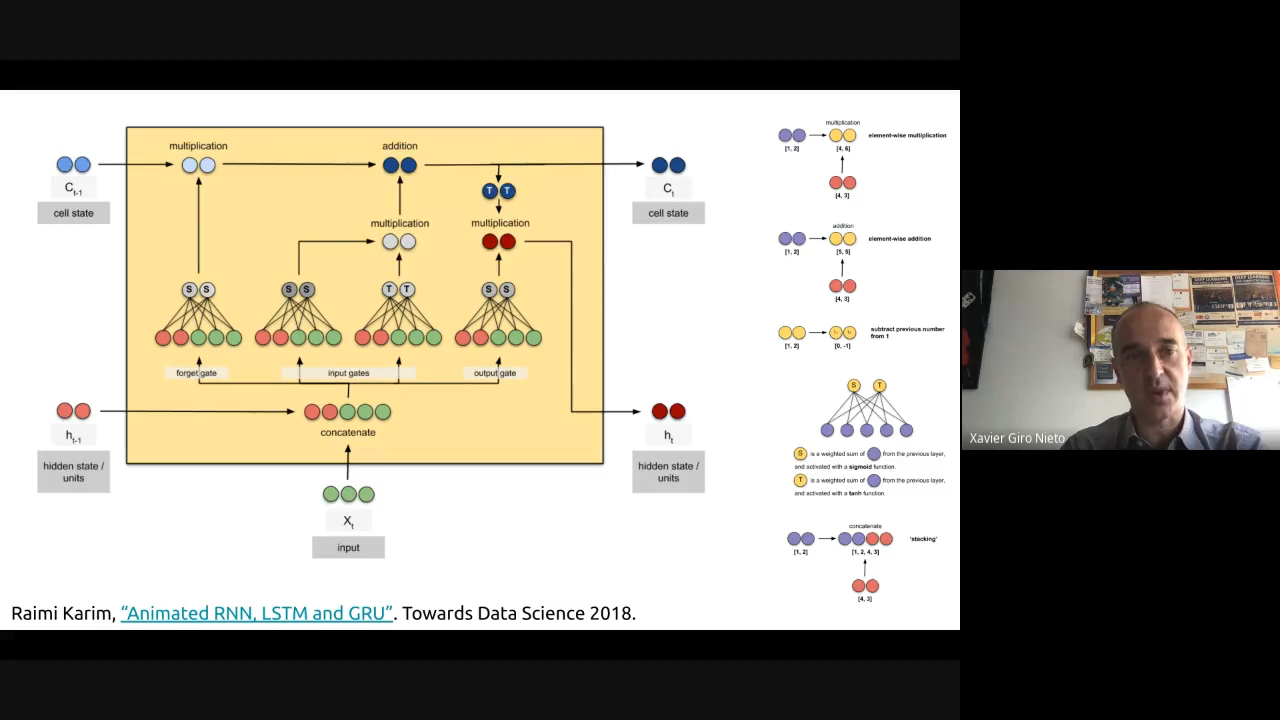 multiplication
addition
C t-1
cell state
T T
C t
cell state
multiplication
multiplication
S S
S S
T T
S S
forget gate
input gates
output gate
h t-1
hidden state /
units
concatenate
h t
hidden state /
units
X t
input
multiplication
element-wise multiplication
[1, 2]
[4, 6]
[4, 3]
addition
element-wise addition
[1, 2]
[5, 5]
[4, 3]
subtract previous number
from 1
[1, 2]
[0, -1]
S T
S is a weighted sum of from the previous layer,
and activated with a sigmoid function.
T is a weighted sum of from the previous layer,
and activated with a tanh function.
concatenate
'stacking'
[1, 2]
[1, 2, 4, 3]
[4, 3]
Raimi Karim, “Animated RNN, LSTM and GRU”. Towards Data Science 2018.
DEEP LEARNING
DEEP LEARNING
Xavier Giro Nieto